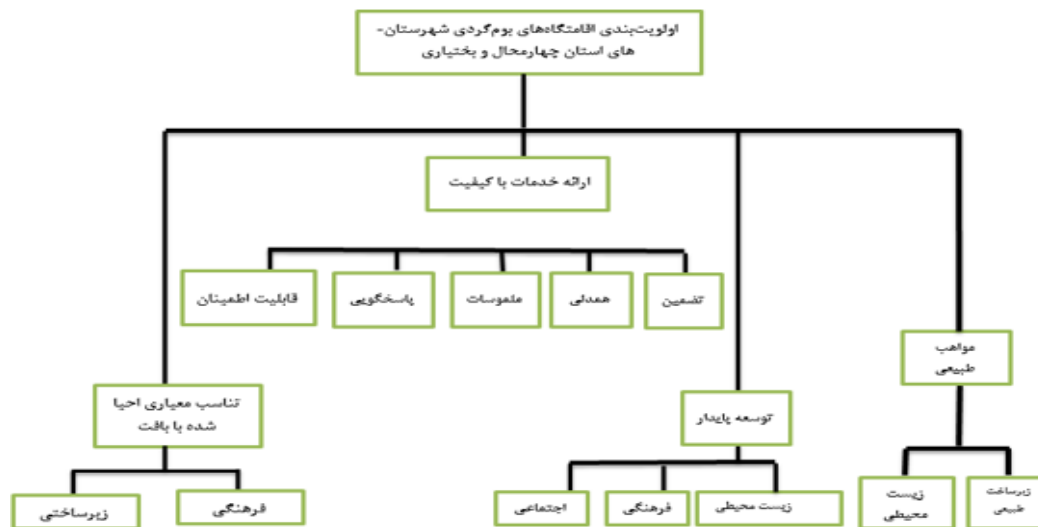 اولویت‌بندی اقامتگاه‌های بوم‌گردی شهرستان-
های استان چهارمحال و بختیاری
ارائه خدمات با کیفیت
تضمین
همدلی
ملموسات
پاسخگویی
قابلیت اطمینان
مواهب
طبیعی
تناسب معیاری احیا
شده با بافت
توسعه پایدار
زیرساخت
طبیعی
زیست
محیطی
زیست محیطی
فرهنگی
اجتماعی
فرهنگی
زیرساختی